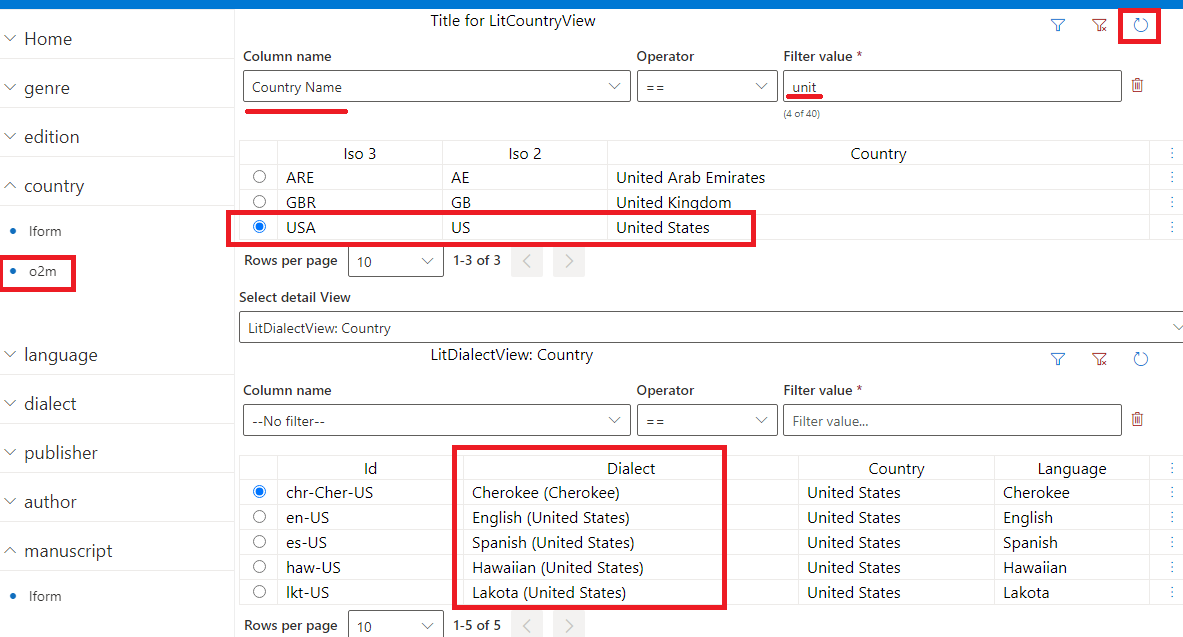 Title for LitCountryView
Home
genre
edition
country
lform
o2m
language
dialect
publisher
author
manuscript
lform
Column name Operator Filter value *
Country Name == unit
(4 of 40)
Iso 3 Iso 2 Country
ARE AE United Arab Emirates
GBR GB United Kingdom
USA US United States
Rows per page 10 1-3 of 3
Select detail View
LitDialectView: Country
LitDialectView: Country
Column name Operator Filter value *
--No filter-- == Filter value...
Id Dialect Country Language
chr-Cher-US Cherokee (Cherokee) United States Cherokee
en-US English (United States) United States English
es-US Spanish (United States) United States Spanish
haw-US Hawaiian (United States) United States Hawaiian
lkt-US Lakota (United States) United States Lakota
Rows per page 10 1-5 of 5